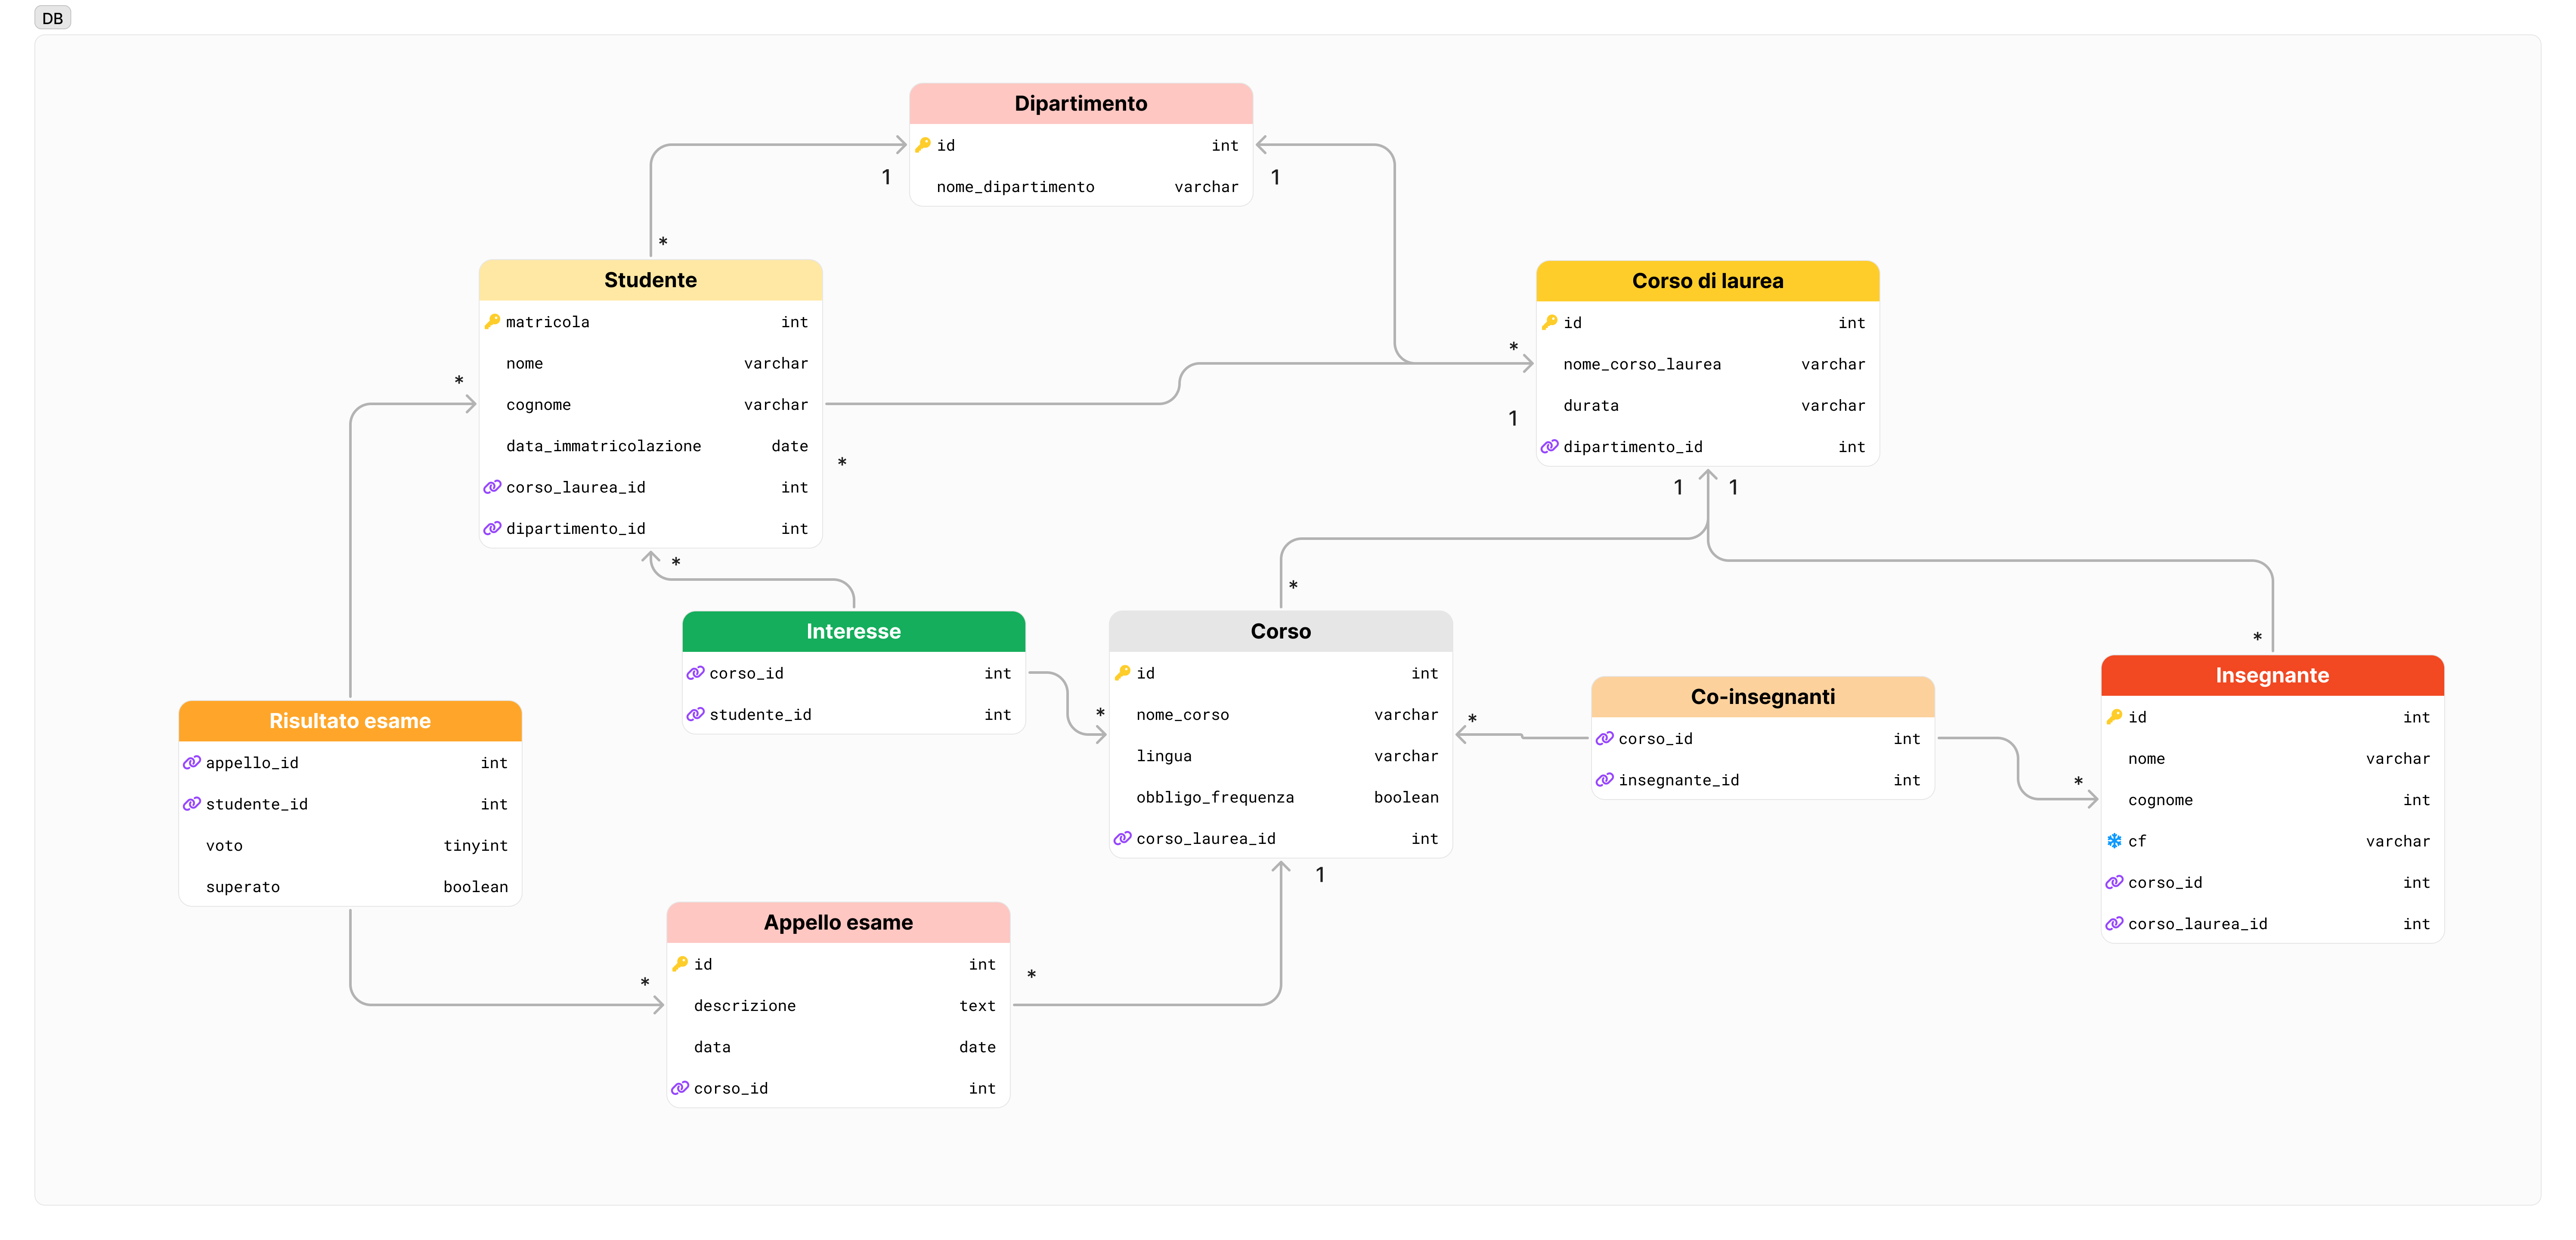 DB
Dipartimento
id int
nome_dipartimento varchar
1
1
*
Studente
matricola int
nome varchar
cognome varchar
data_immatricolazione date
corso_laurea_id int
dipartimento_id int
*
*
*
Corso di laurea
id int
nome_corso_laurea varchar
durata varchar
dipartimento_id int
*
1
1
1
Interesse
corso_id int
studente_id int
*
Corso
id int
nome_corso varchar
lingua varchar
obbligo_frequenza boolean
corso_laurea_id int
*
*
1
Co-insegnanti
corso_id int
insegnante_id int
*
*
Insegnante
id int
nome varchar
cognome int
cf varchar
corso_id int
corso_laurea_id int
Risultato esame
appello_id int
studente_id int
voto tinyint
superato boolean
*
Appello esame
id int
descrizione text
data date
corso_id int
*